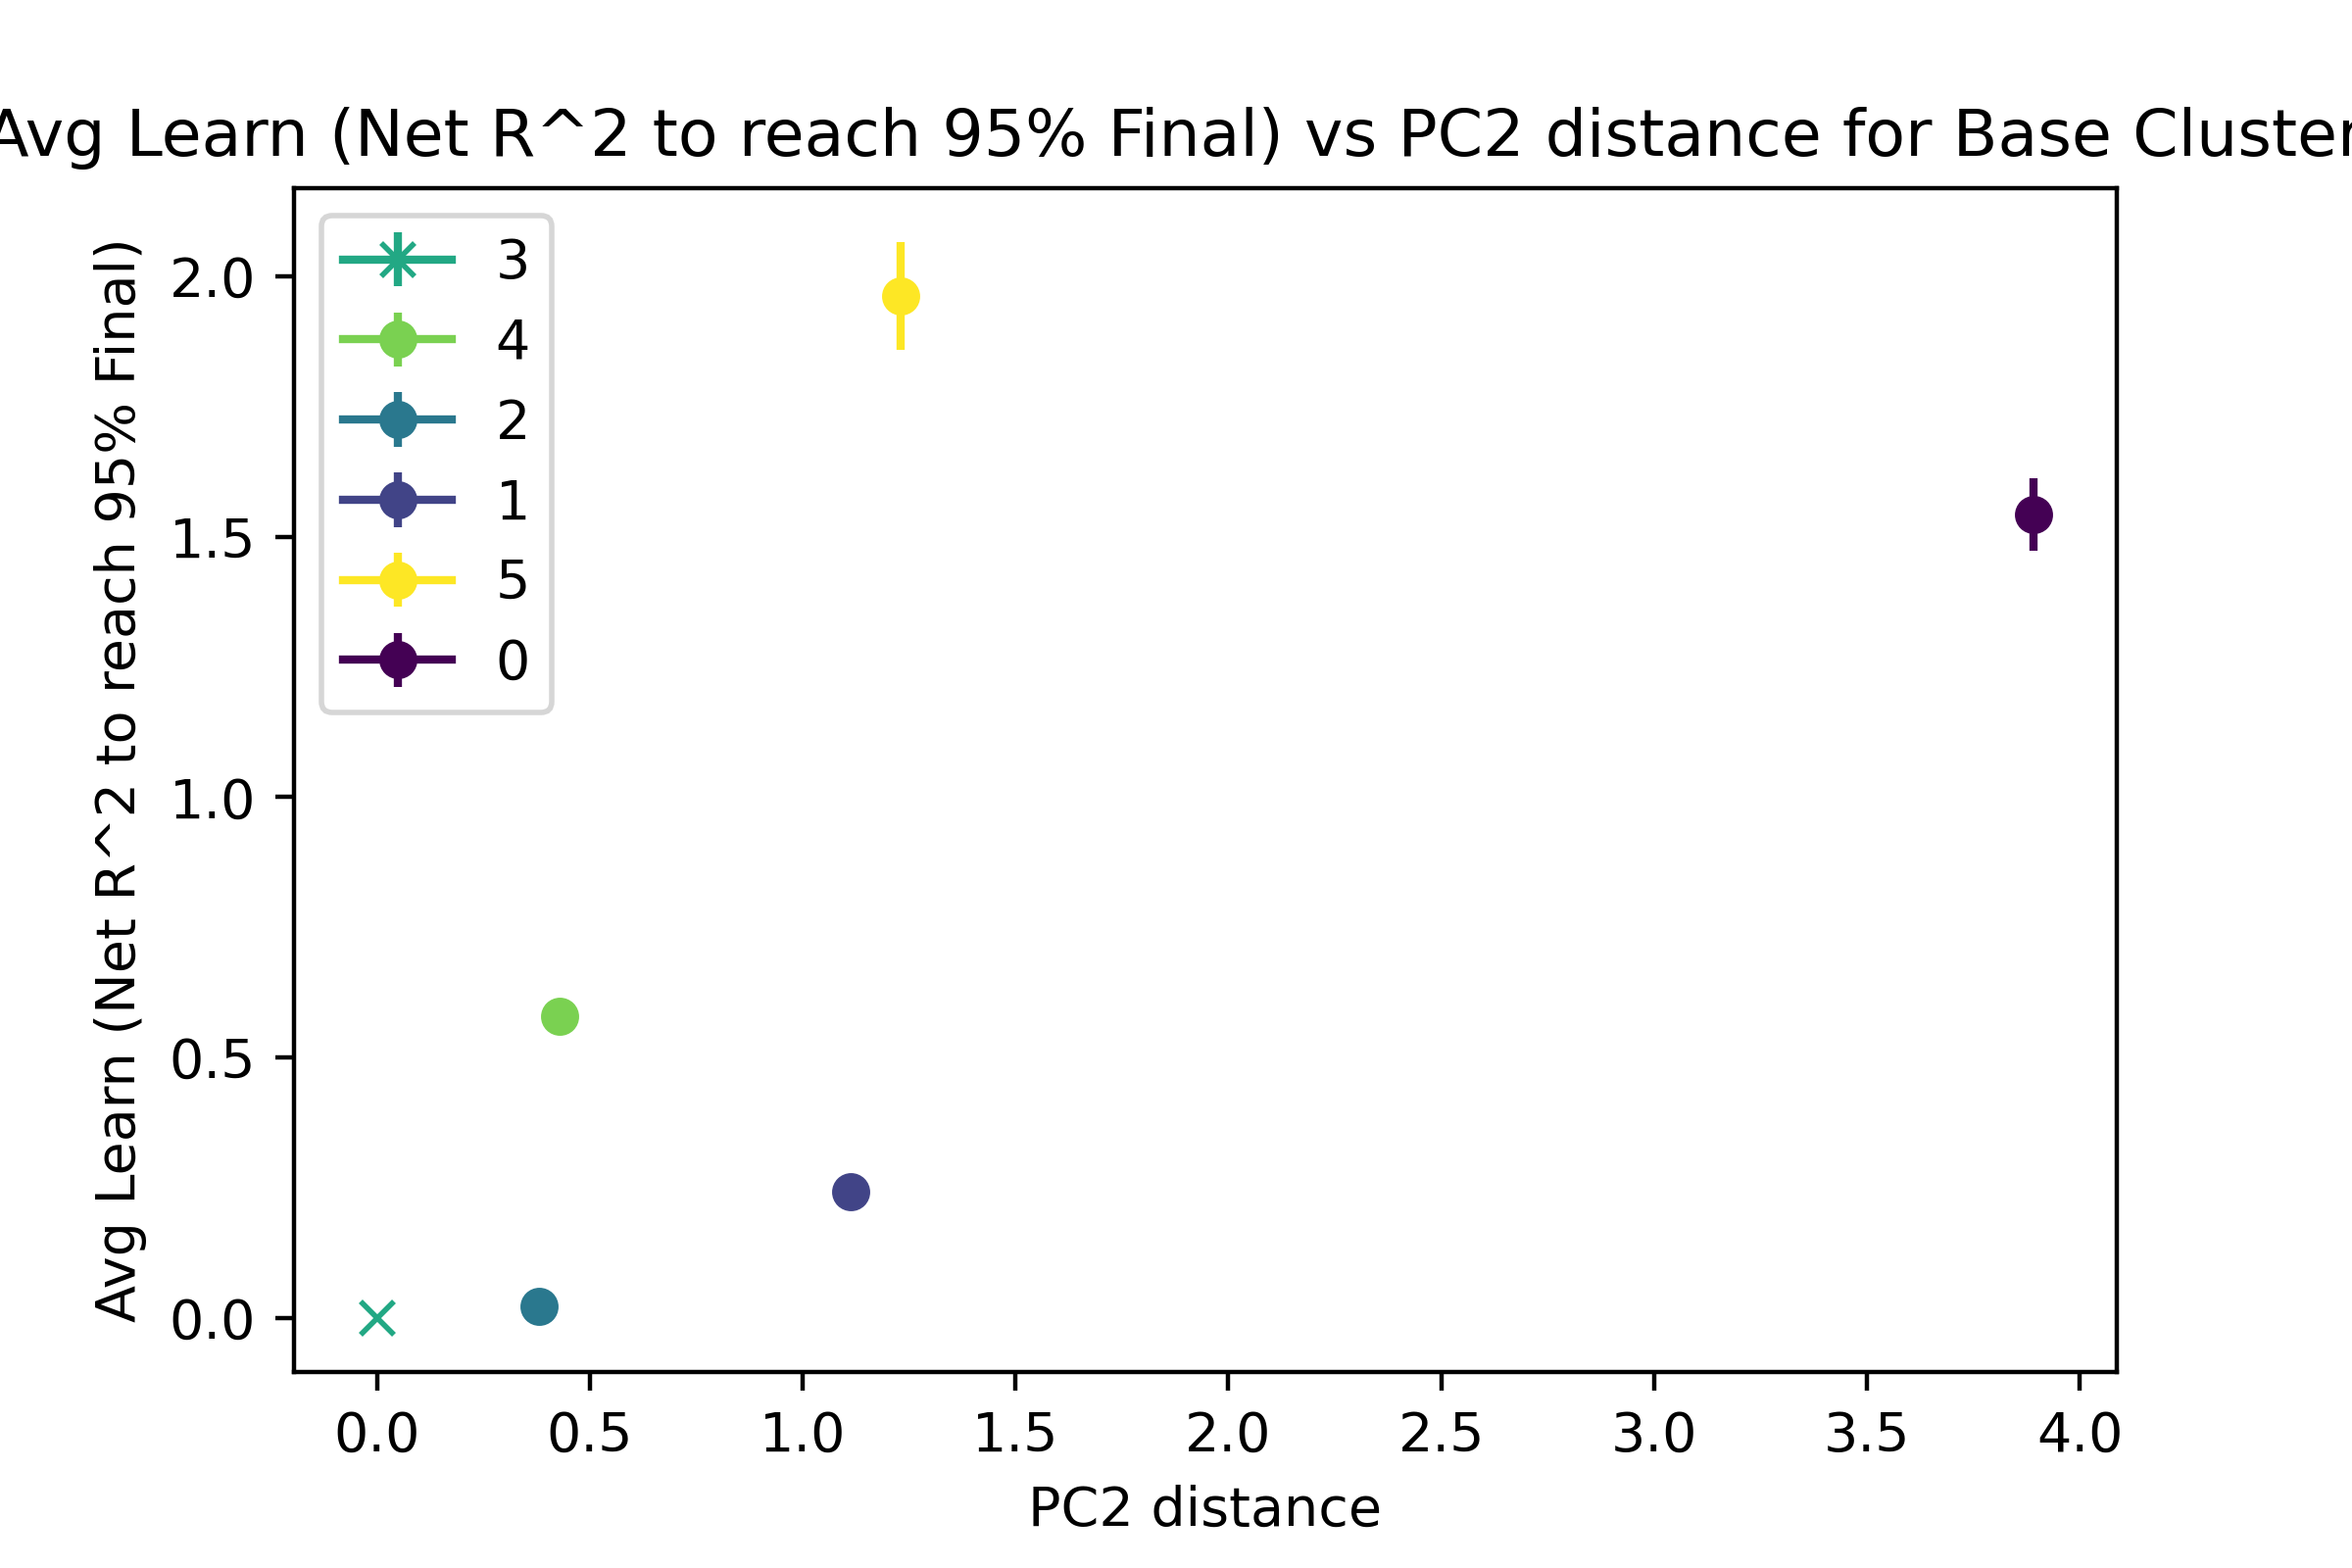 Avg Learn (Net R^2 to reach 95% Final) vs PC2 distance for Base Cluster
3
4
2
1
5
0
Avg Learn (Net R^2 to reach 95% Final)
2.0
1.5
1.0
0.5
0.0
0.0 0.5 1.0 1.5 2.0 2.5 3.0 3.5 4.0
PC2 distance